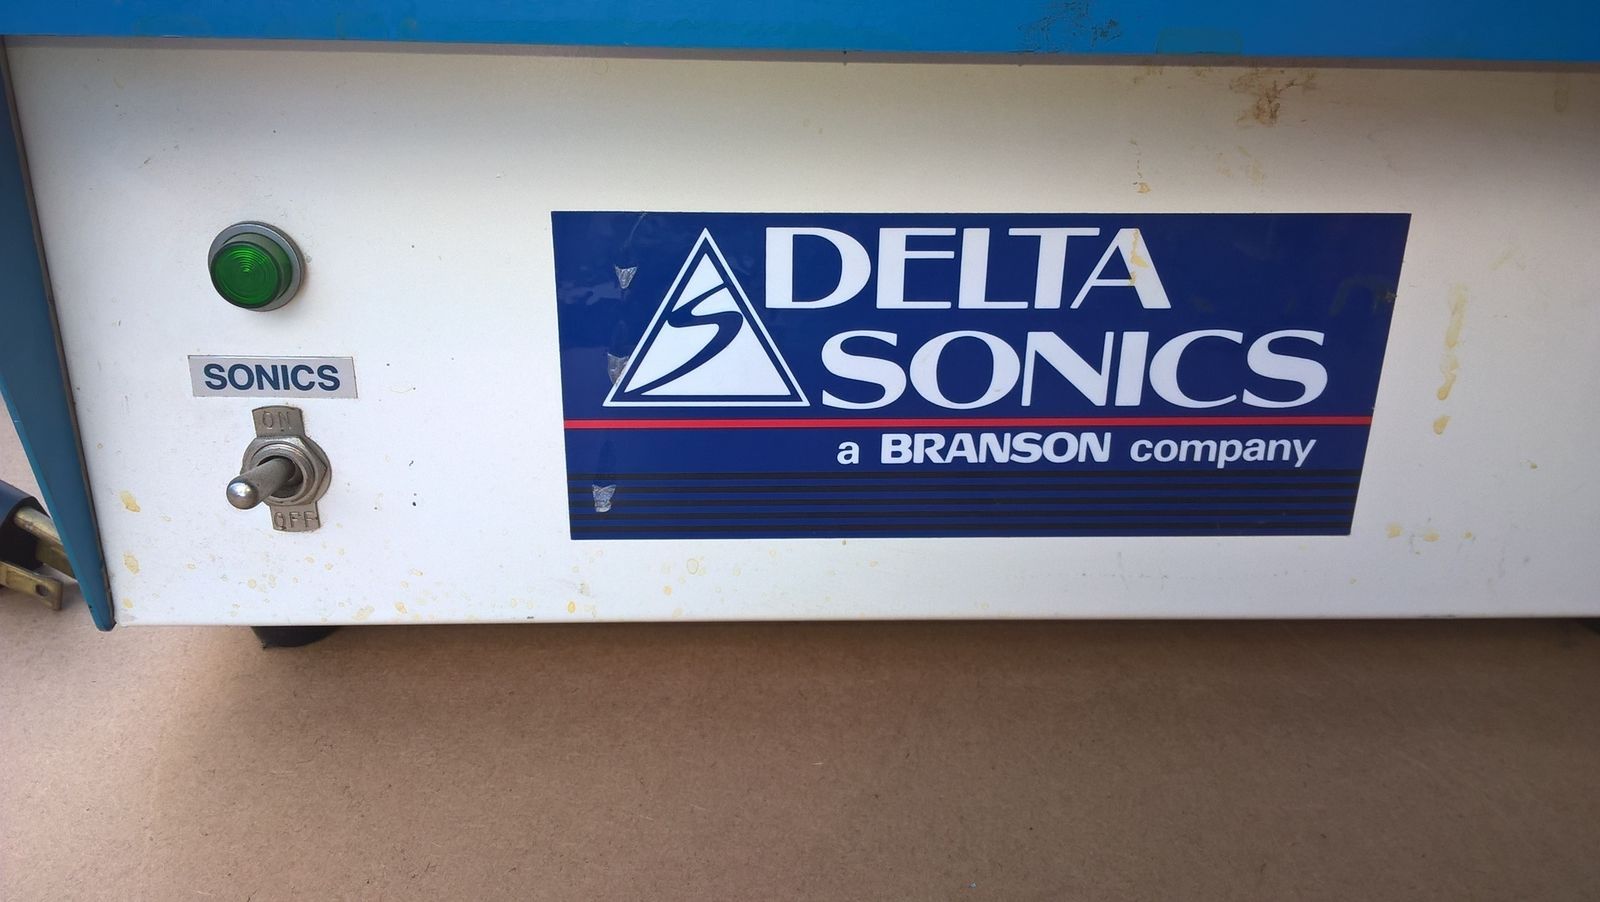 DELTA
SONICS
a BRANSON company
SONICS
ON
OFF